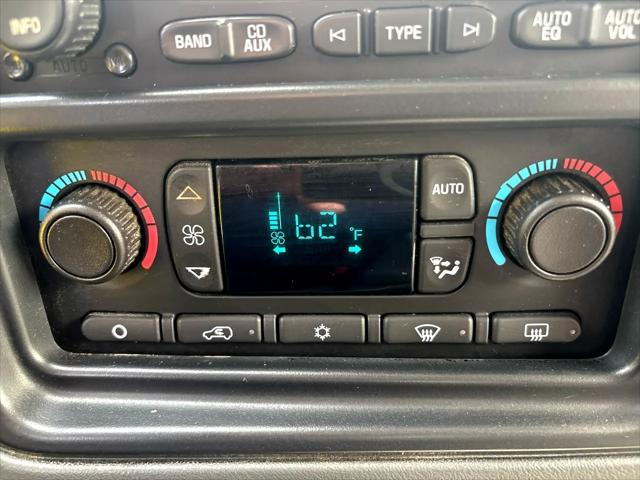 INFO
BAND
CD AUX
TYPE
AUTO EQ
AUTO VOL
AUTO
AUTO
62 °F